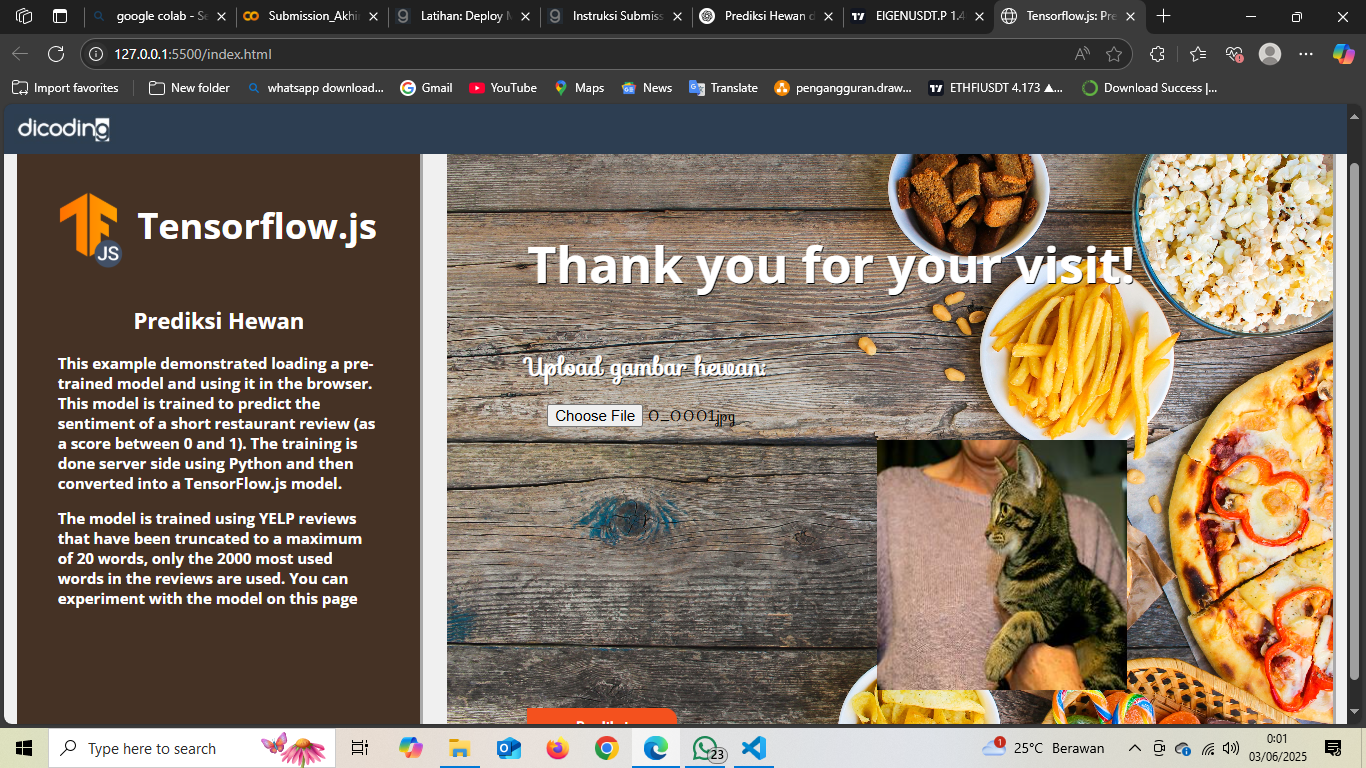 google colab - Se
Submission_Akhi
Latihan: Deploy M
Instruksi Submiss
Prediksi Hewan d
EIGENUSDT.P 1.4
Tensorflow.js: Pre
127.0.0.1:5500/index.html
Import favorites
New folder
whatsapp download...
Gmail
YouTube
Maps
News
Translate
pengangguran.draw...
ETHFIUSDT 4.173 ▲...
Download Success |...
dicoding
JS
Tensorflow.js
Prediksi Hewan
This example demonstrated loading a pre-
trained model and using it in the browser.
This model is trained to predict the
sentiment of a short restaurant review (as
a score between 0 and 1). The training is
done server side using Python and then
converted into a TensorFlow.js model.
The model is trained using YELP reviews
that have been truncated to a maximum
of 20 words, only the 2000 most used
words in the reviews are used. You can
experiment with the model on this page
Thank you for your visit!
Upload gambar hewan:
Choose File 0_0001.jpg
Type here to search
23
1
25°C Berawan
0:01
03/06/2025